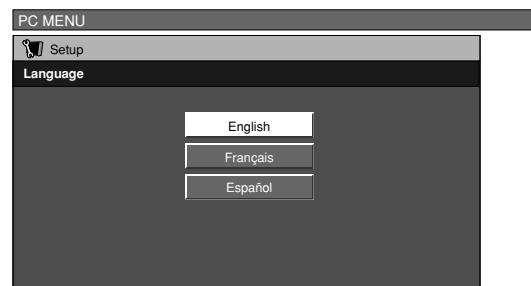 PC MENU
Setup
Language
English
Français
Español